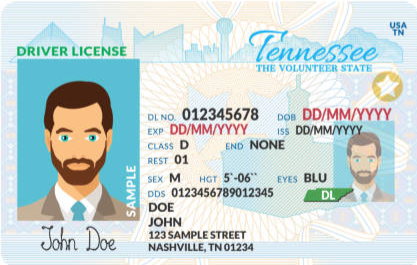 USA
TN
DRIVER LICENSE
Tennessee
THE VOLUNTEER STATE
DL NO. 012345678 DOB DD/MM/YYYY
EXP DD/MM/YYYY ISS DD/MM/YYYY
CLASS D END NONE
REST 01
SEX M HGT 5`-06`` EYES BLU
DDS 0123456789012345
DL
DOE
JOHN
123 SAMPLE STREET
NASHVILLE, TN 01234
SAMPLE
John Doe